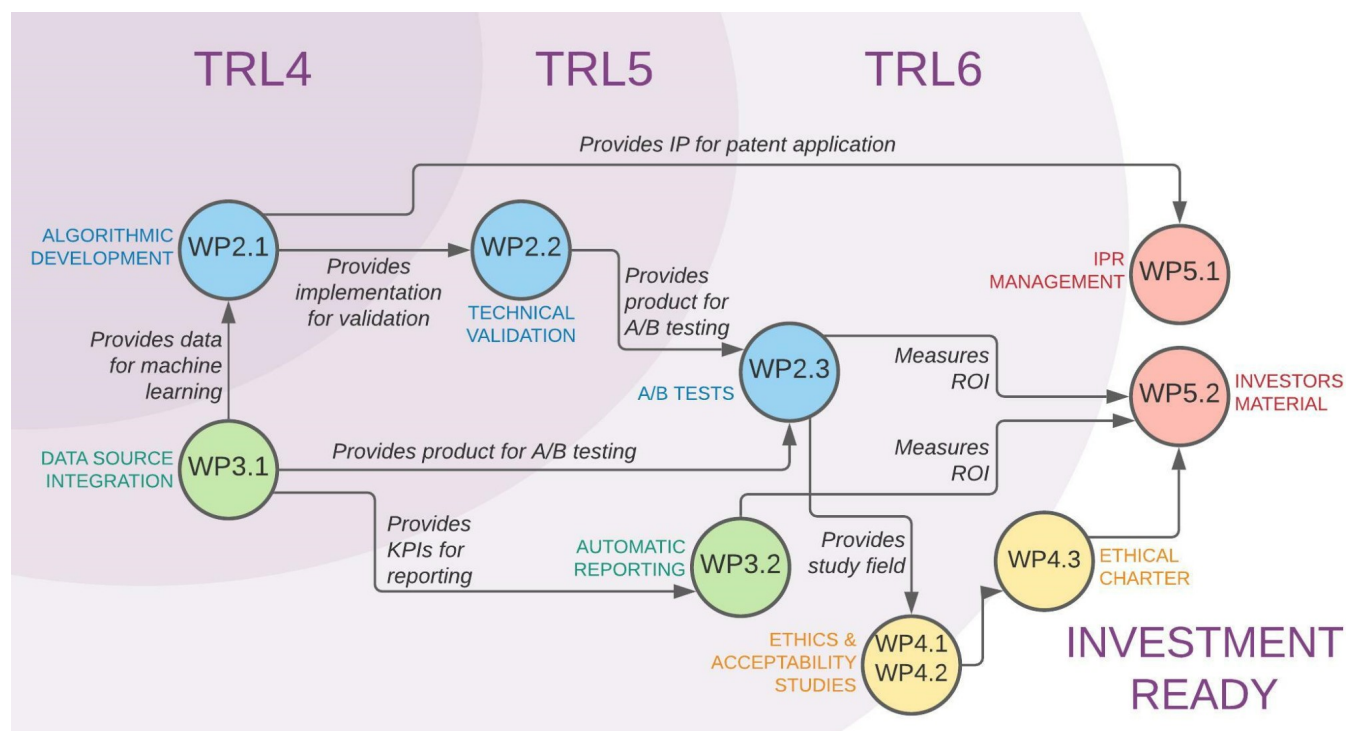 TRL4
TRL5
TRL6
Provides IP for patent application
ALGORITHMIC
DEVELOPMENT
WP2.1
Provides
implementation
for validation
WP2.2
TECHNICAL
VALIDATION
Provides
product for
A/B testing
IPR
MANAGEMENT
WP5.1
Provides data
for machine
learning
WP2.3
A/B TESTS
Measures
ROI
WP5.2
INVESTORS
MATERIAL
DATA SOURCE
INTEGRATION
WP3.1
Provides product for A/B testing
Measures
ROI
Provides
KPIs for
reporting
AUTOMATIC
REPORTING
WP3.2
Provides
study field
WP4.3
ETHICAL
CHARTER
ETHICS &
ACCEPTABILITY
STUDIES
WP4.1
WP4.2
INVESTMENT
READY